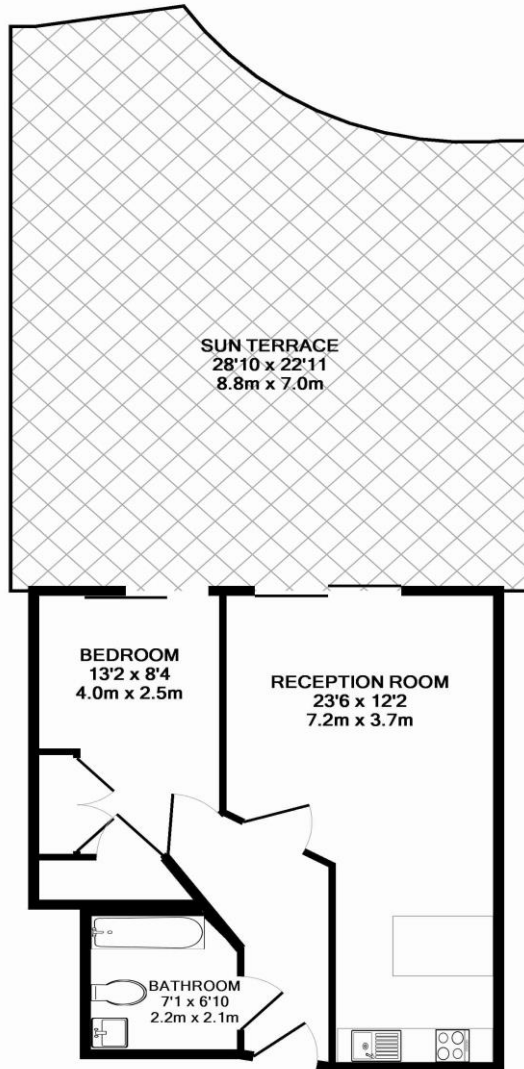 SUN TERRACE
28'10 x 22'11
8.8m x 7.0m
BEDROOM
13'2 x 8'4
4.0m x 2.5m
RECEPTION ROOM
23'6 x 12'2
7.2m x 3.7m
BATHROOM
7'1 x 6'10
2.2m x 2.1m